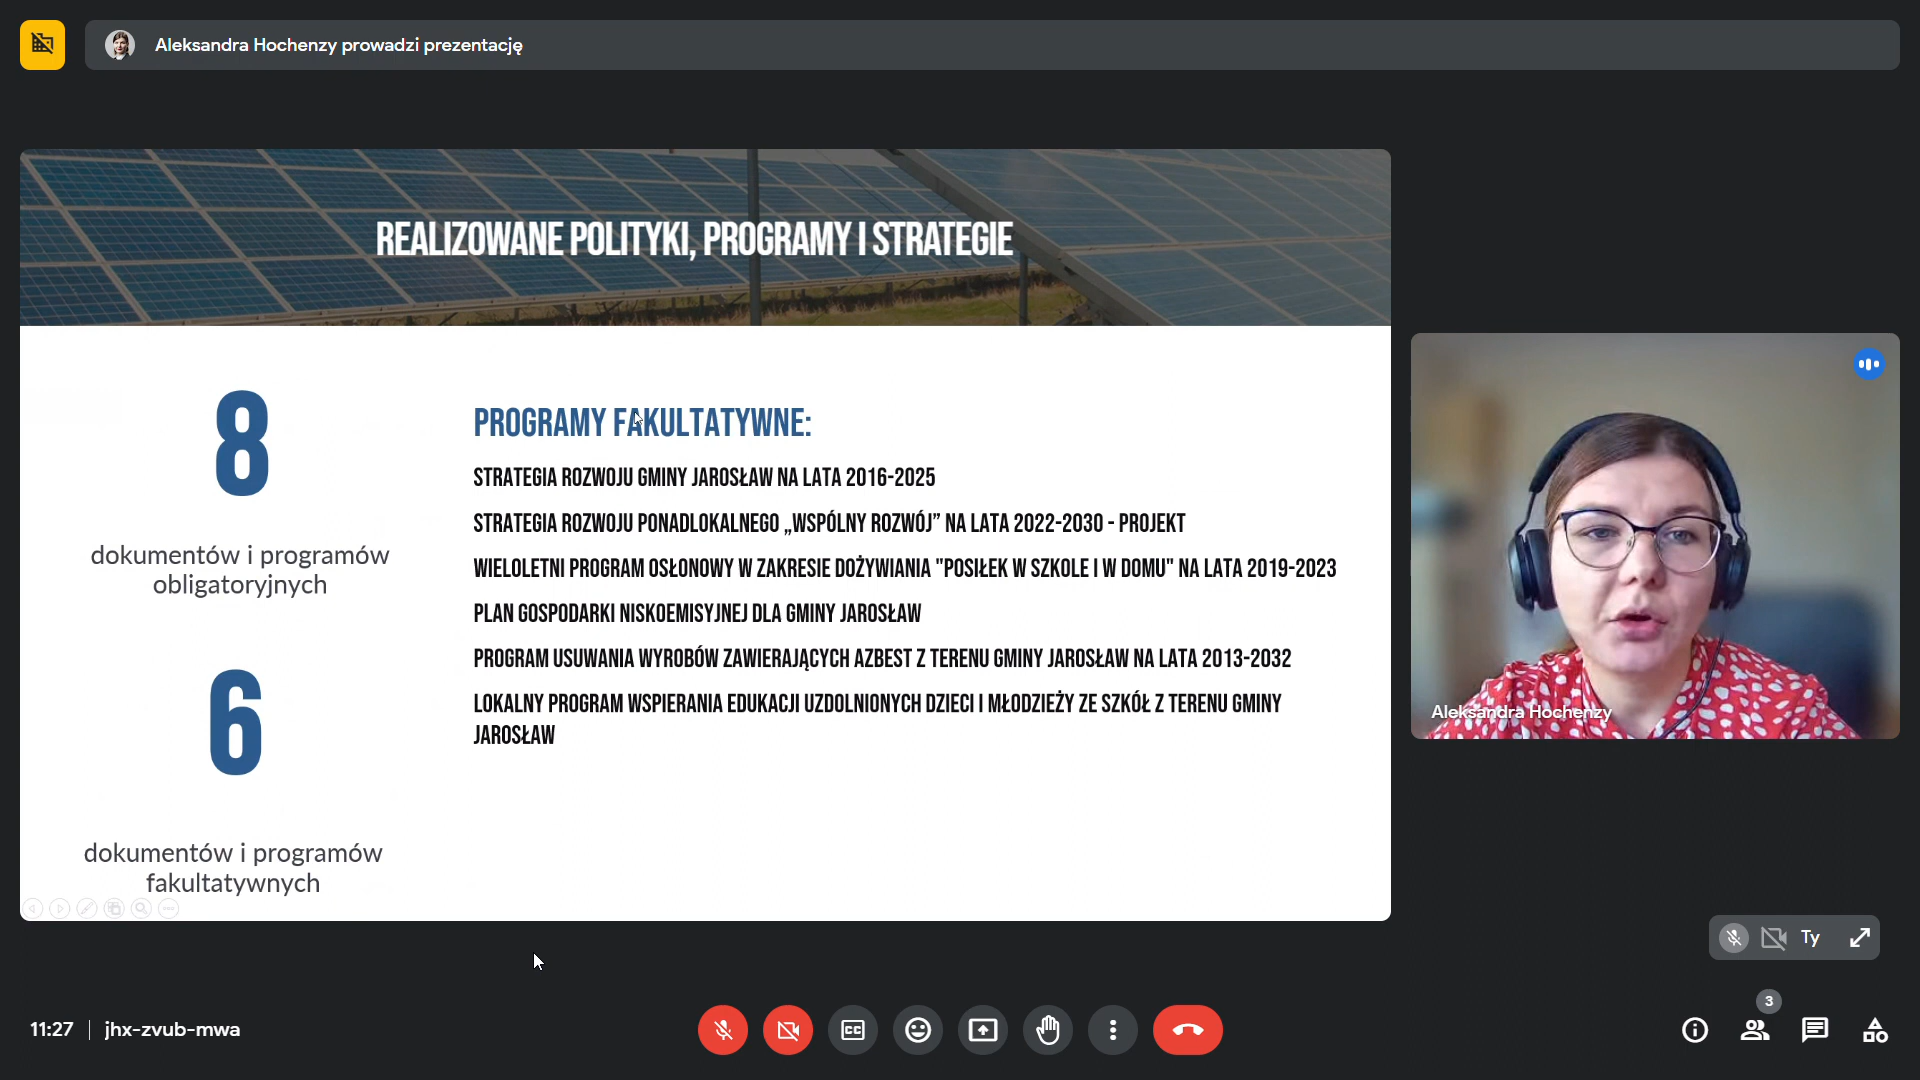 Aleksandra Hochenzy prowadzi prezentację
REALIZOWANE POLITYKI, PROGRAMY I STRATEGIE
8
dokumentów i programów
obligatoryjnych
6
dokumentów i programów
fakultatywnych
PROGRAMY FAKULTATYWNE:
STRATEGIA ROZWOJU GMINY JAROSŁAW NA LATA 2016-2025
STRATEGIA ROZWOJU PONADLOKALNEGO „WSPÓLNY ROZWÓJ” NA LATA 2022-2030 - PROJEKT
WIELOLETNI PROGRAM OSŁONOWY W ZAKRESIE DOŻYWIANIA "POSIŁEK W SZKOLE I W DOMU" NA LATA 2019-2023
PLAN GOSPODARKI NISKOEMISYJNEJ DLA GMINY JAROSŁAW
PROGRAM USUWANIA WYROBÓW ZAWIERAJĄCYCH AZBEST Z TERENU GMINY JAROSŁAW NA LATA 2013-2032
LOKALNY PROGRAM WSPIERANIA EDUKACJI UZDOLNIONYCH DZIECI I MŁODZIEŻY ZE SZKÓŁ Z TERENU GMINY
JAROSŁAW
Aleksandra Hochenzy
Ty
11:27
jhx-zvub-mwa
CC
3